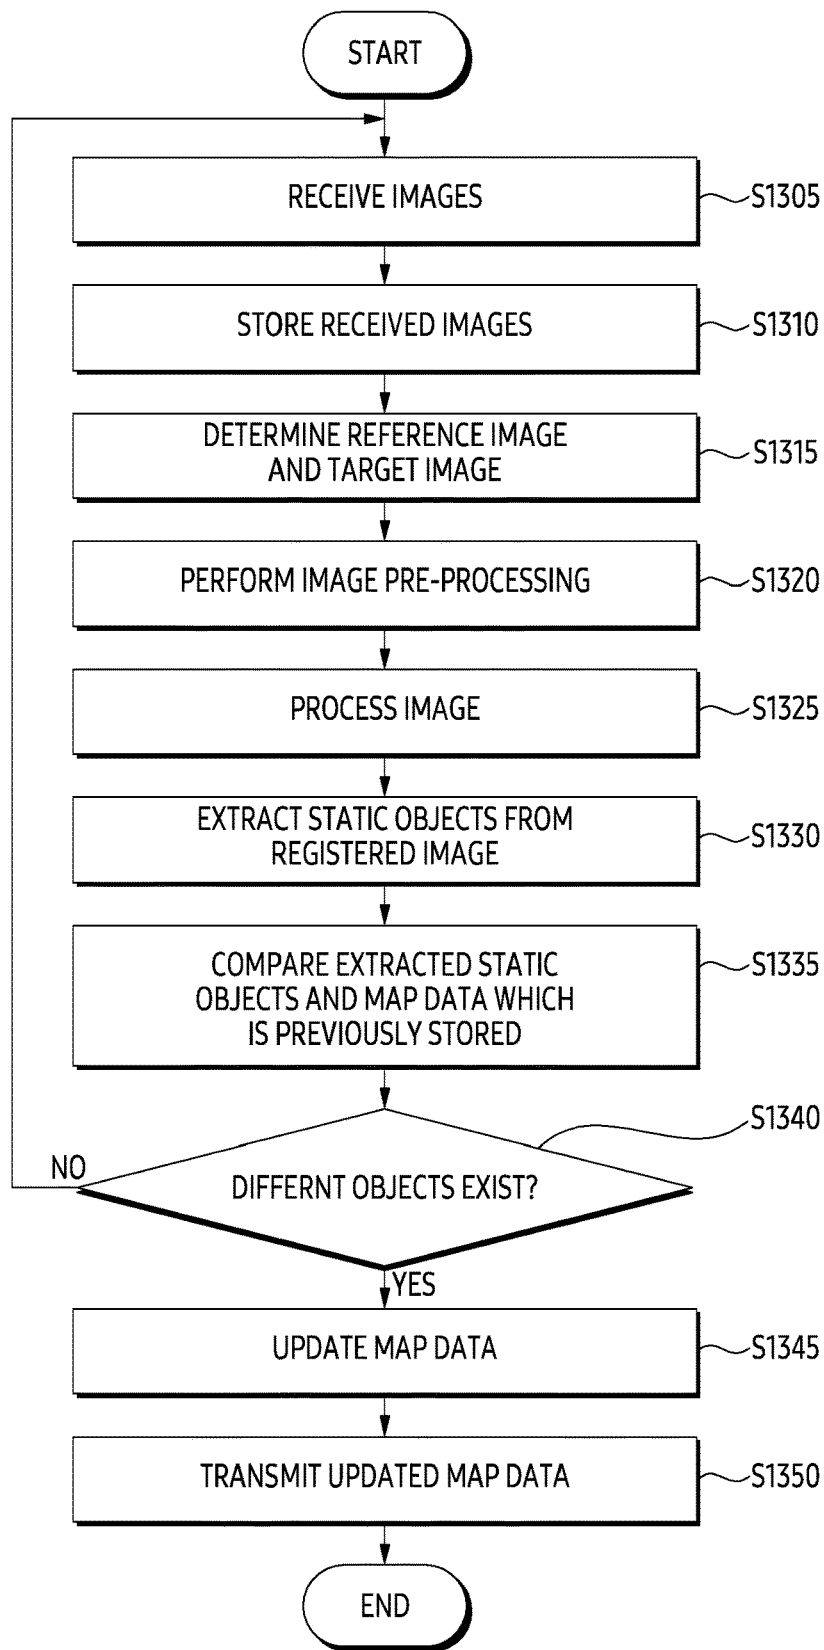 START
RECEIVE IMAGES
S1305
STORE RECEIVED IMAGES
S1310
DETERMINE REFERENCE IMAGE
AND TARGET IMAGE
S1315
PERFORM IMAGE PRE-PROCESSING
S1320
PROCESS IMAGE
S1325
EXTRACT STATIC OBJECTS FROM
REGISTERED IMAGE
S1330
COMPARE EXTRACTED STATIC
OBJECTS AND MAP DATA WHICH
IS PREVIOUSLY STORED
S1335
S1340
NO
DIFFERNT OBJECTS EXIST?
YES
UPDATE MAP DATA
S1345
TRANSMIT UPDATED MAP DATA
S1350
END